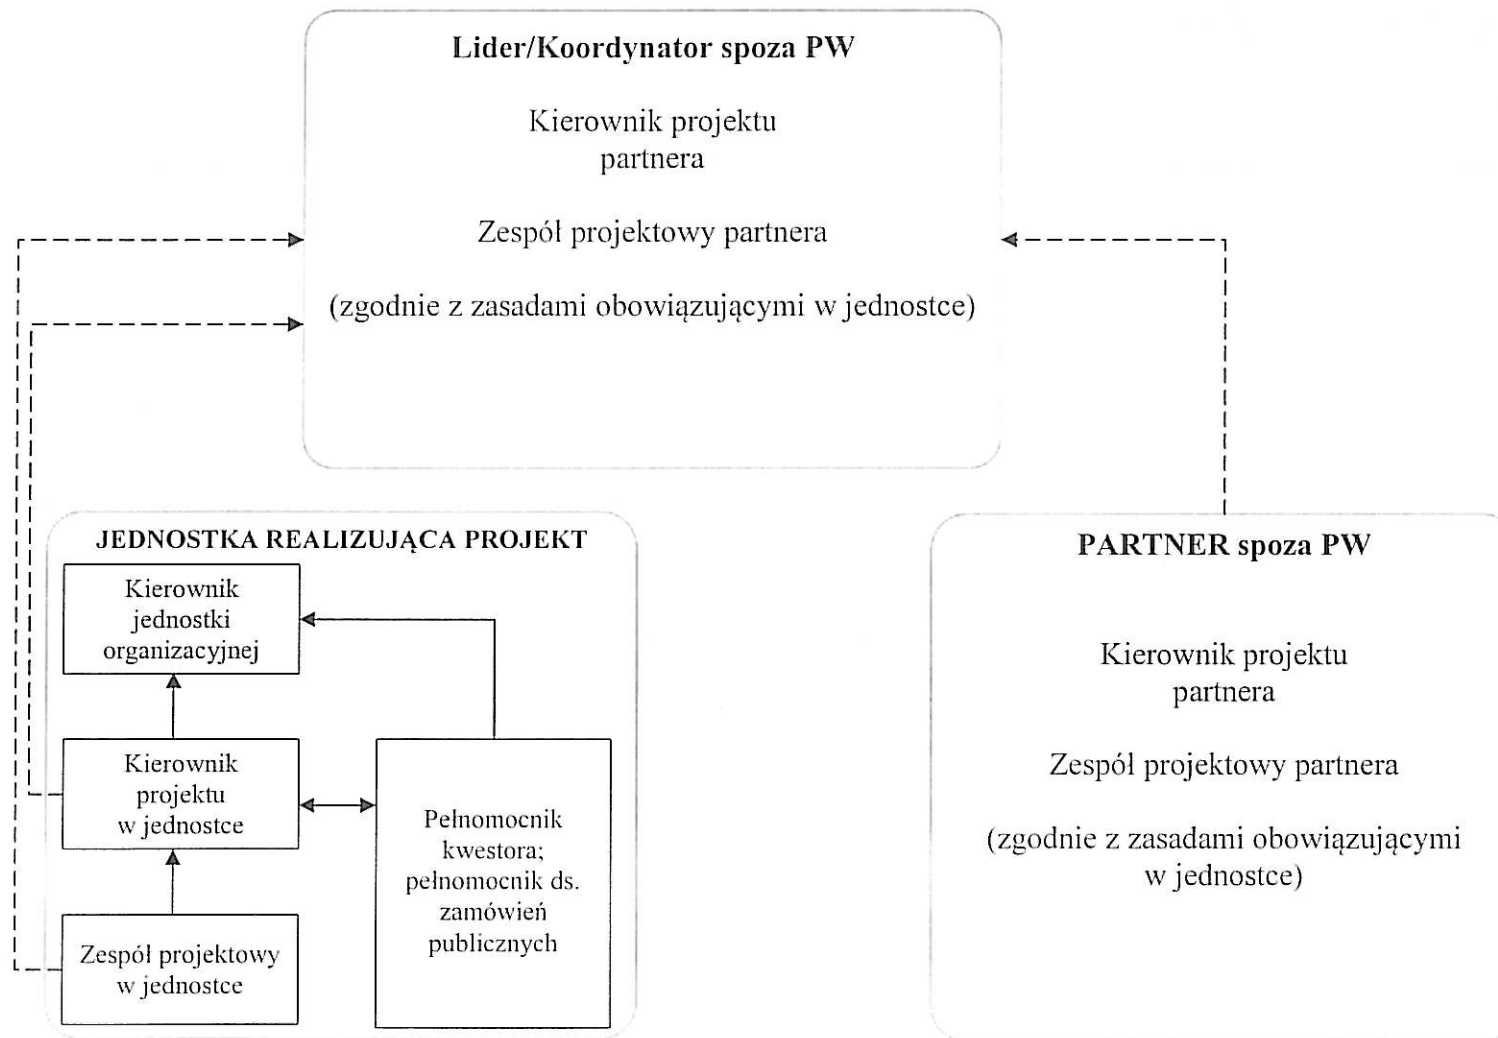 Lider/Koordynator spoza PW
Kierownik projektu
partnera
Zespół projektowy partnera
(zgodnie z zasadami obowiązującymi w jednostce)
JEDNOSTKA REALIZUJĄCA PROJEKT
Kierownik
jednostki
organizacyjnej
Kierownik
projektu
w jednostce
Pełnomocnik
kwestora;
pełnomocnik ds.
zamówień
publicznych
Zespół projektowy
w jednostce
PARTNER spoza PW
Kierownik projektu
partnera
Zespół projektowy partnera
(zgodnie z zasadami obowiązującymi
w jednostce)